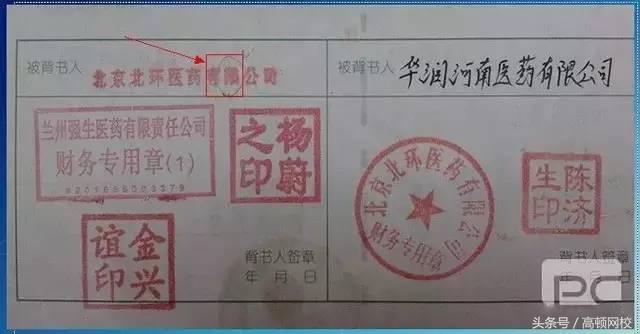 被背书人 北京北环医药有限公司
兰州强生医药有限责任公司
财务专用章(1)
杨蔚之印
金兴谊印
背书人签章
年 月 日
被背书人 华润河南医药有限公司
北京北环医药有限公司
财务专用章
陈济生印
背书人签章
年 月 日
PC
头条号／高顿网校